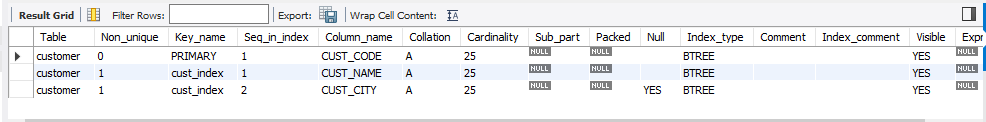 Result Grid Filter Rows: Export: Wrap Cell Content: IA
Table Non_unique Key_name Seq_in_index Column_name Collation Cardinality Sub_part Packed Null Index_type Comment Index_comment Visible Expr
customer 0 PRIMARY 1 CUST_CODE A 25 NULL NULL BTREE YES NULL
customer 1 cust_index 1 CUST_NAME A 25 NULL NULL BTREE YES NULL
customer 1 cust_index 2 CUST_CITY A 25 NULL NULL YES BTREE YES NULL